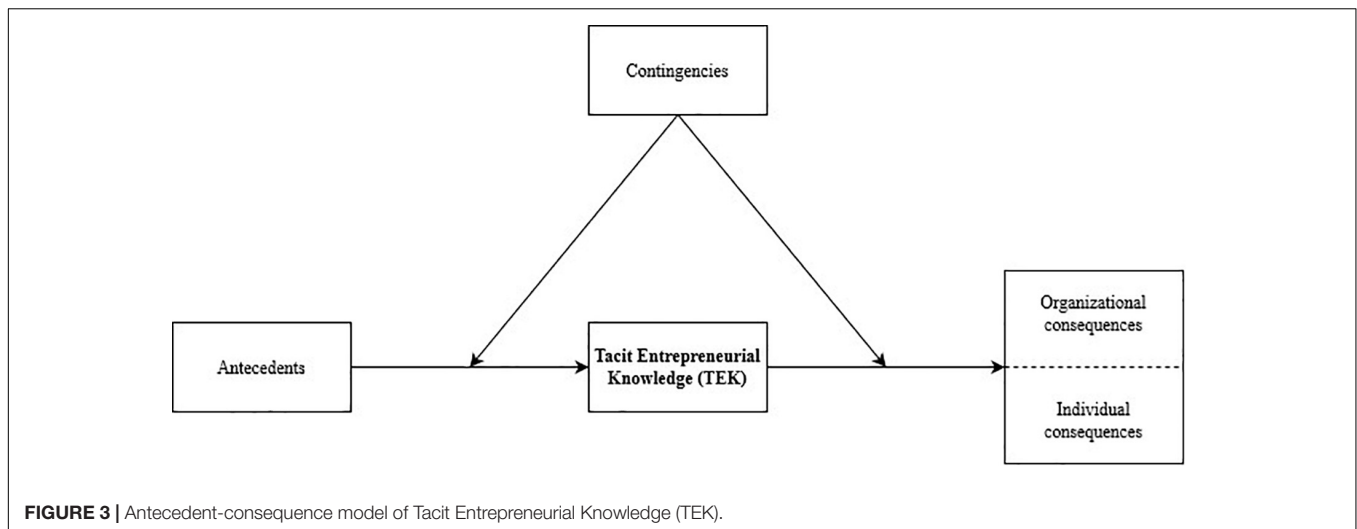 Contingencies
Antecedents
Tacit Entrepreneurial
Knowledge (TEK)
Organizational
consequences
Individual
consequences
FIGURE 3 | Antecedent-consequence model of Tacit Entrepreneurial Knowledge (TEK).